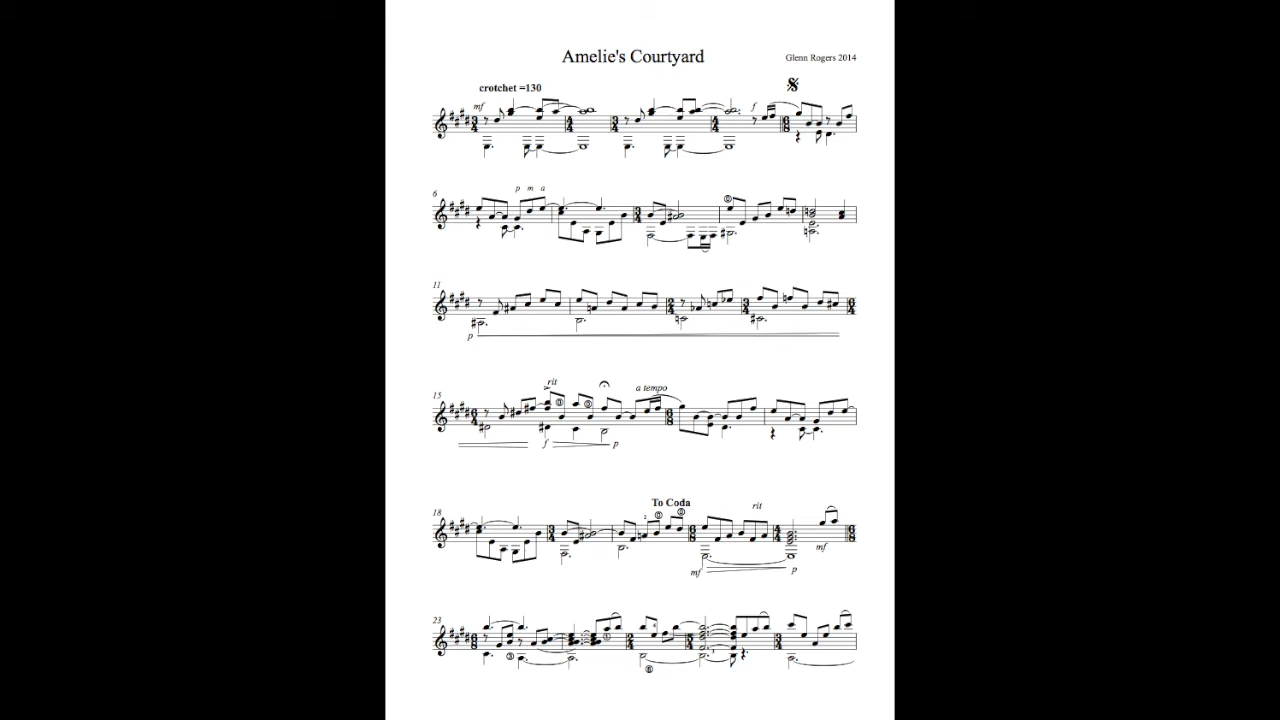 Amelie's Courtyard
Glenn Rogers 2014
crotchet =130
mf
f
6
p m a
11
p
15
rit
a tempo
f
p
18
To Coda
rit
mf
mf
p
23